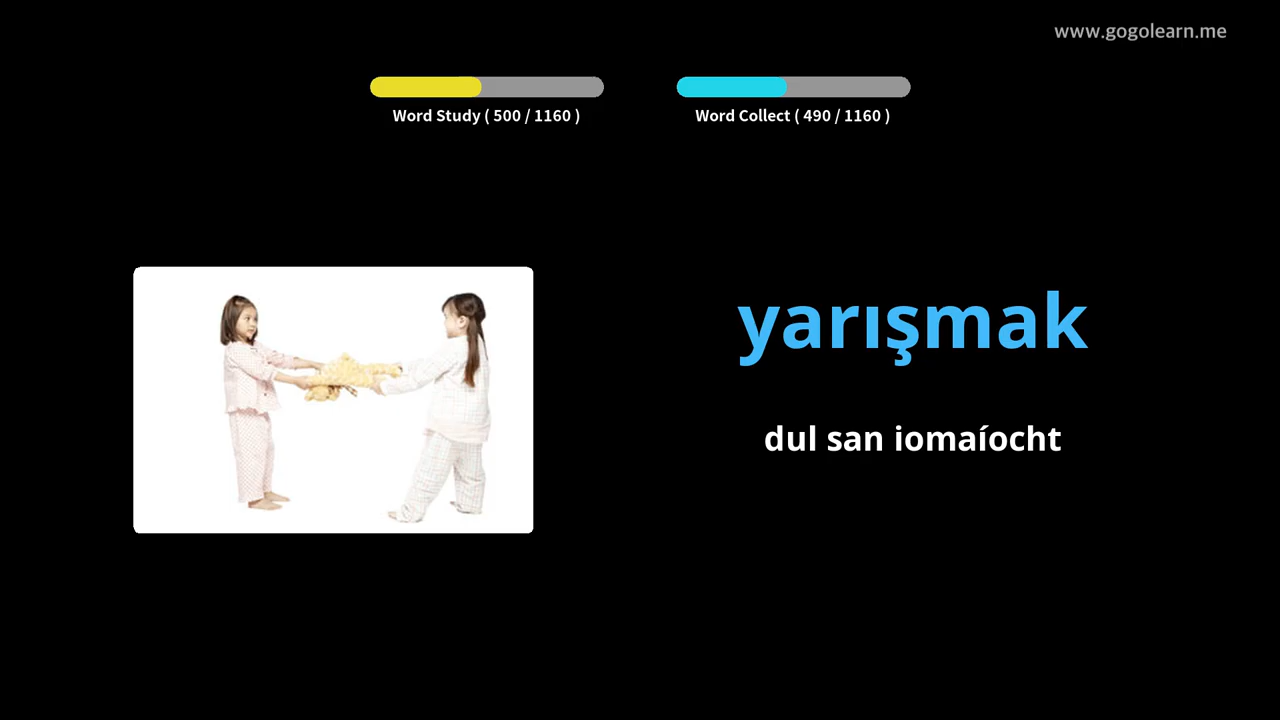 www.gogolearn.me
Word Study ( 500 / 1160 )
Word Collect ( 490 / 1160 )
yarışmak
dul san iomaíocht